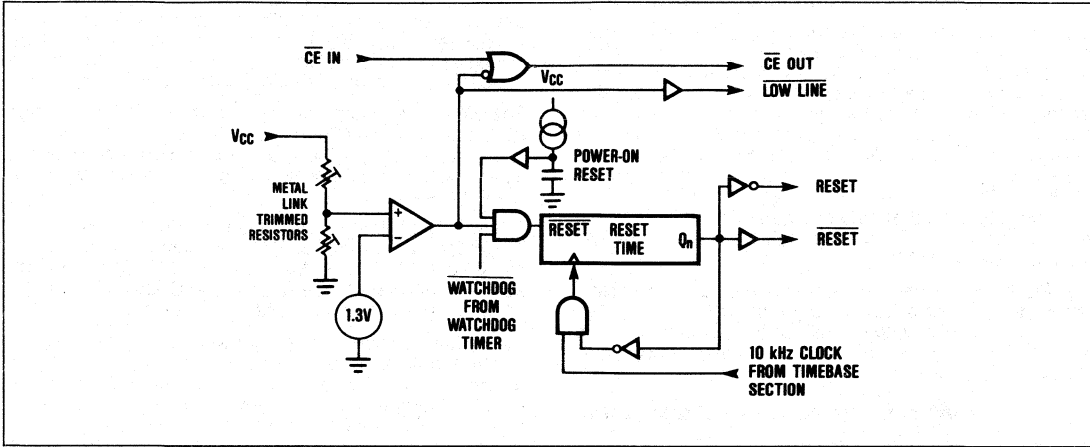 CE IN
CE OUT
VCC
LOW LINE
VCC
POWER-ON
RESET
METAL
LINK
TRIMMED
RESISTORS
+
−
RESET
RESET
TIME
Qn
RESET
RESET
WATCHDOG
FROM
WATCHDOG
TIMER
1.3V
10 kHz CLOCK
FROM TIMEBASE
SECTION